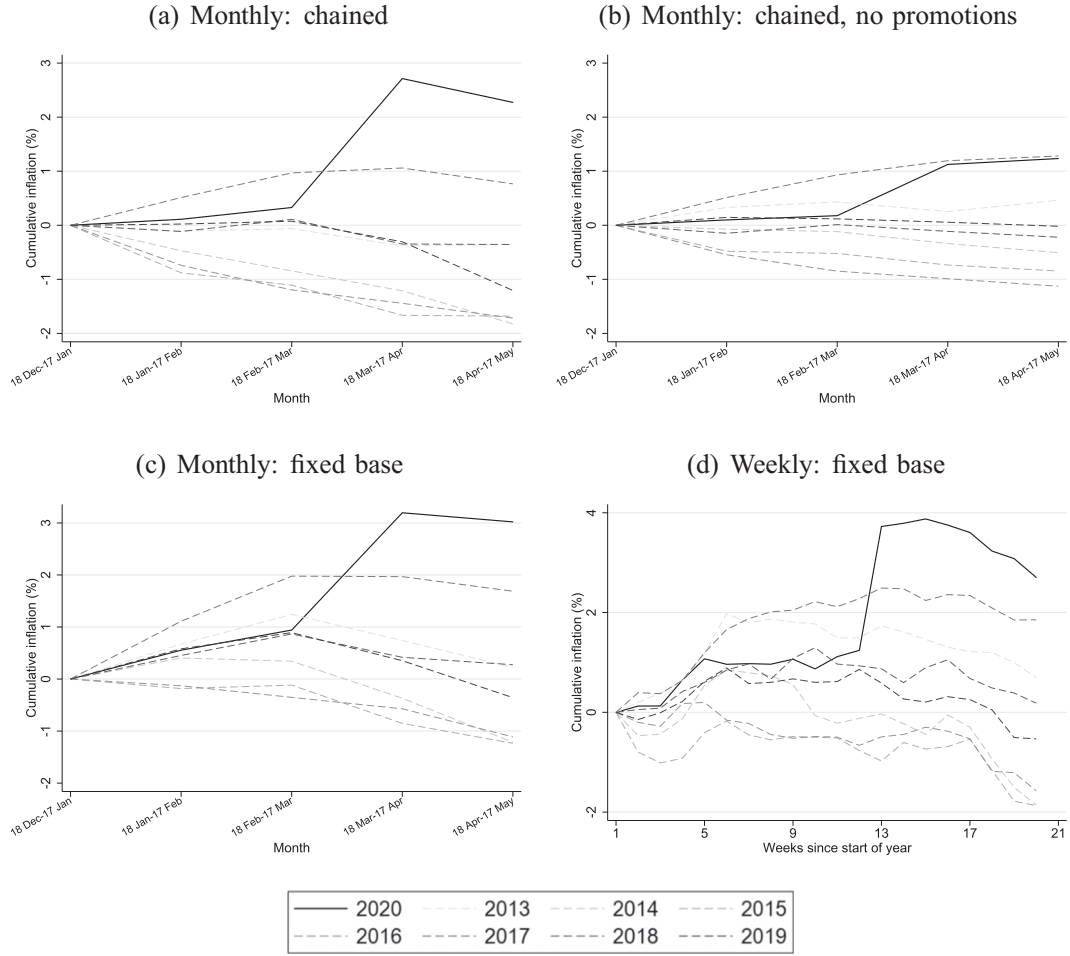 (a) Monthly: chained
(b) Monthly: chained, no promotions
Cumulative inflation (%)
3
2
1
0
-1
-2
18 Dec-17 Jan
18 Jan-17 Feb
18 Feb-17 Mar
18 Mar-17 Apr
18 Apr-17 May
Month
Cumulative inflation (%)
3
2
1
0
-1
-2
18 Dec-17 Jan
18 Jan-17 Feb
18 Feb-17 Mar
18 Mar-17 Apr
18 Apr-17 May
Month
(c) Monthly: fixed base
(d) Weekly: fixed base
Cumulative inflation (%)
3
2
1
0
-1
-2
18 Dec-17 Jan
18 Jan-17 Feb
18 Feb-17 Mar
18 Mar-17 Apr
18 Apr-17 May
Month
Cumulative inflation (%)
4
2
0
-2
1 5 9 13 17 21
Weeks since start of year
2020 2013 2014 2015
2016 2017 2018 2019